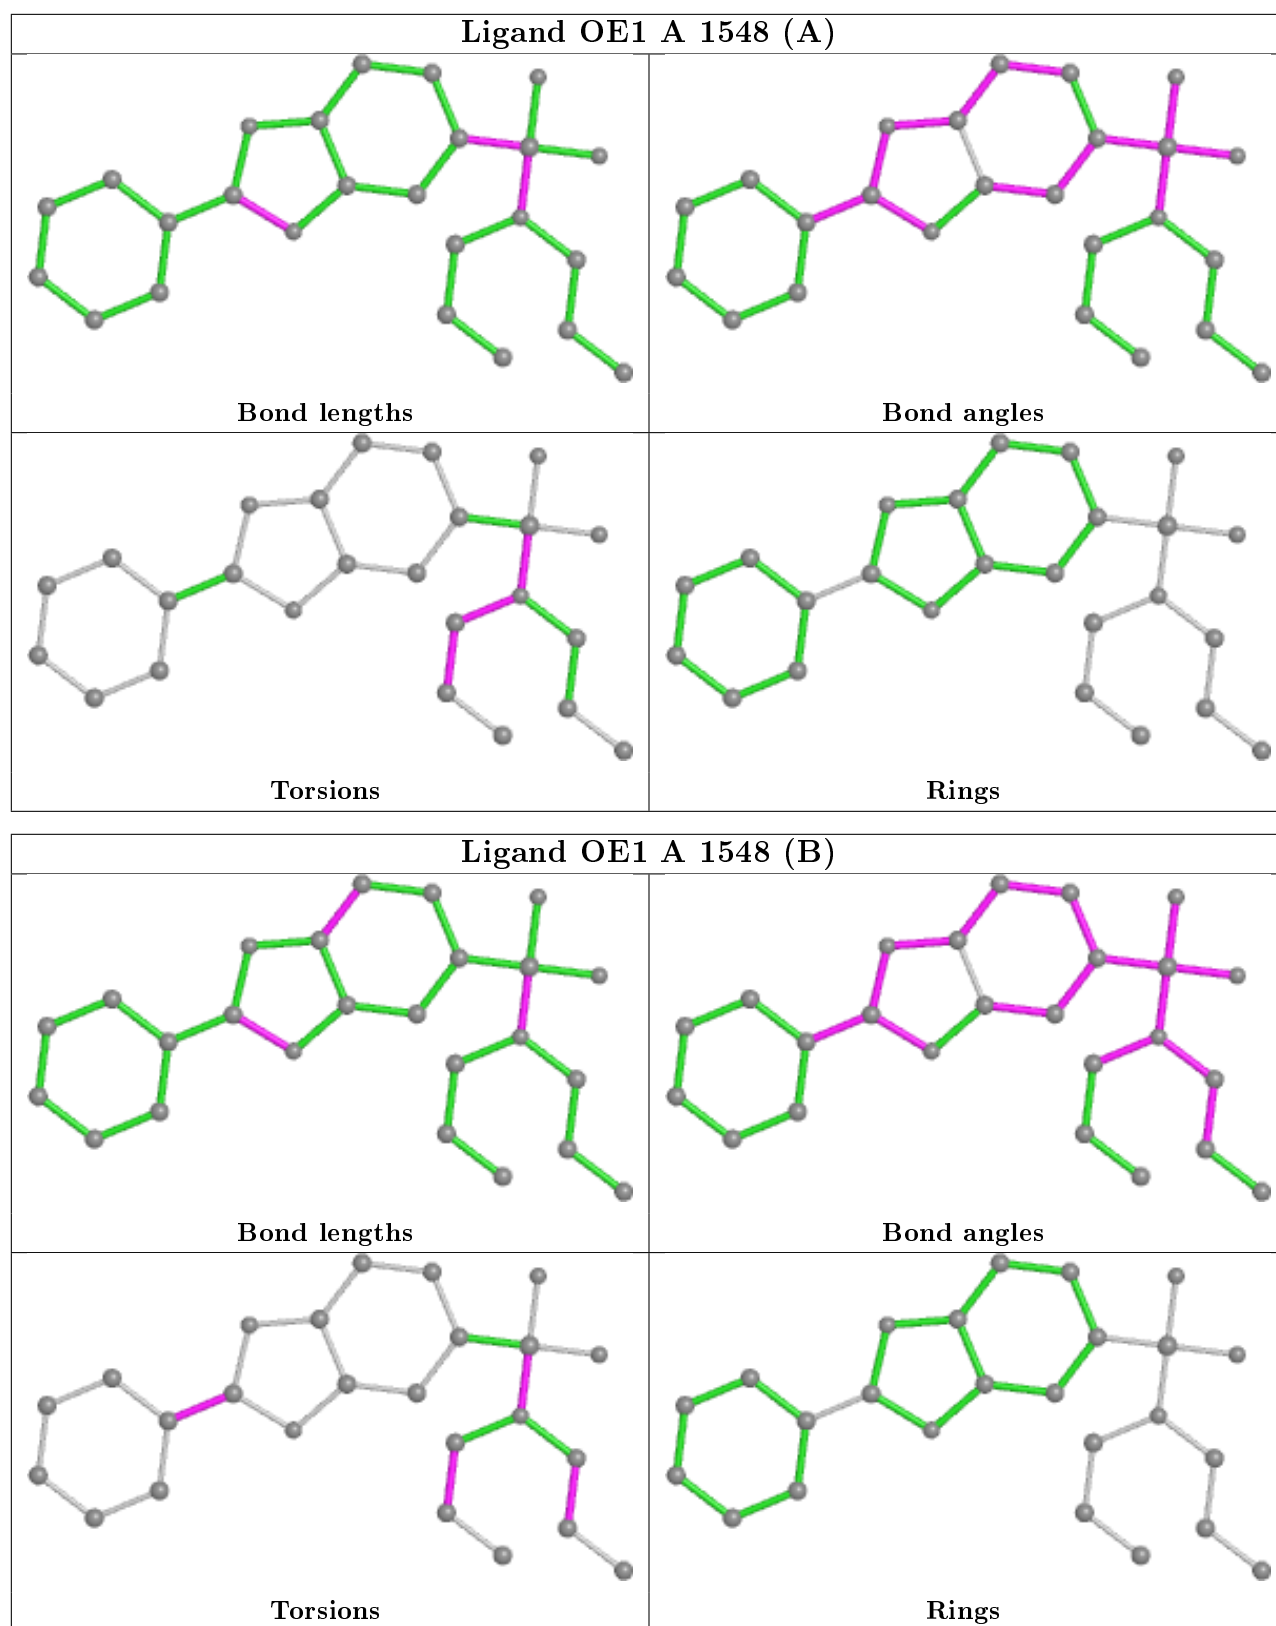 Ligand OE1 A 1548 (A)
Bond lengths
Bond angles
Torsions
Rings
Ligand OE1 A 1548 (B)
Bond lengths
Bond angles
Torsions
Rings